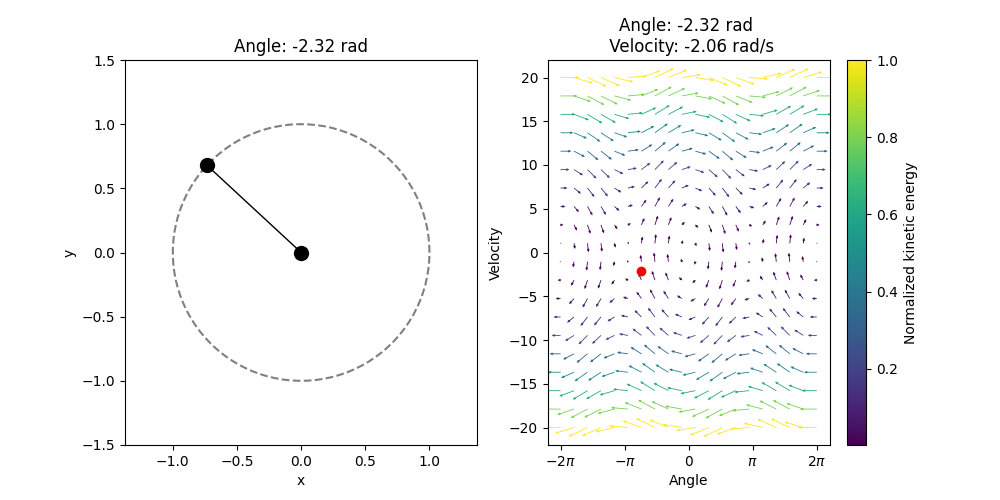 Angle: -2.32 rad
1.5
1.0
0.5
0.0
−0.5
−1.0
−1.5
−1.0
−0.5
0.0
0.5
1.0
x
y
Angle: -2.32 rad
Velocity: -2.06 rad/s
20
15
10
5
0
−5
−10
−15
−20
−2π
−π
0
π
2π
Angle
Velocity
1.0
0.8
0.6
0.4
0.2
Normalized kinetic energy